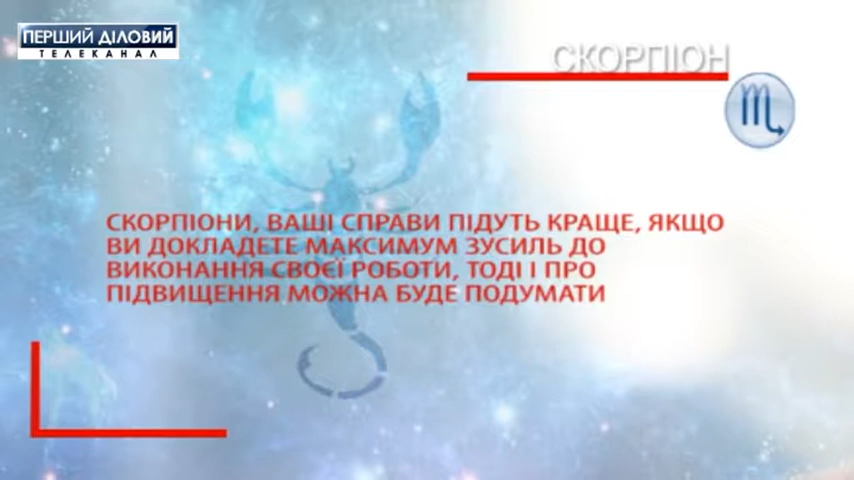 ПЕРШИЙ ДІЛОВИЙ
ТЕЛЕКАНАЛ
СКОРПІОН
СКОРПІОНИ, ВАШІ СПРАВИ ПІДУТЬ КРАЩЕ, ЯКЩО
ВИ ДОКЛАДЕТЕ МАКСИМУМ ЗУСИЛЬ ДО
ВИКОНАННЯ СВОЄЇ РОБОТИ, ТОДІ І ПРО
ПІДВИЩЕННЯ МОЖНА БУДЕ ПОДУМАТИ